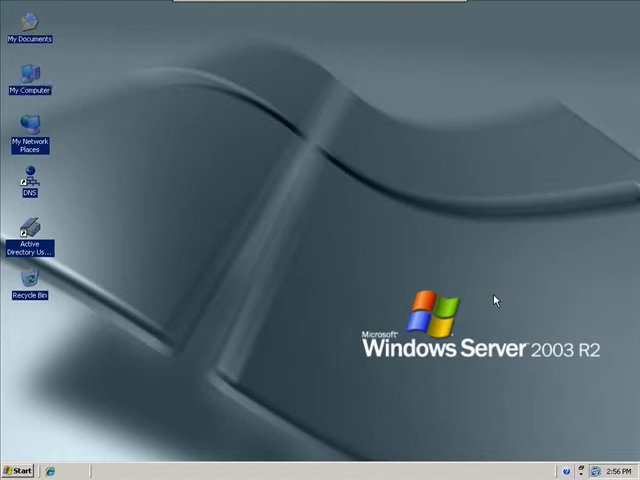 My Documents
My Computer
My Network
Places
DNS
Active
Directory Us...
Recycle Bin
Microsoft
Windows Server 2003 R2
Start
2:56 PM